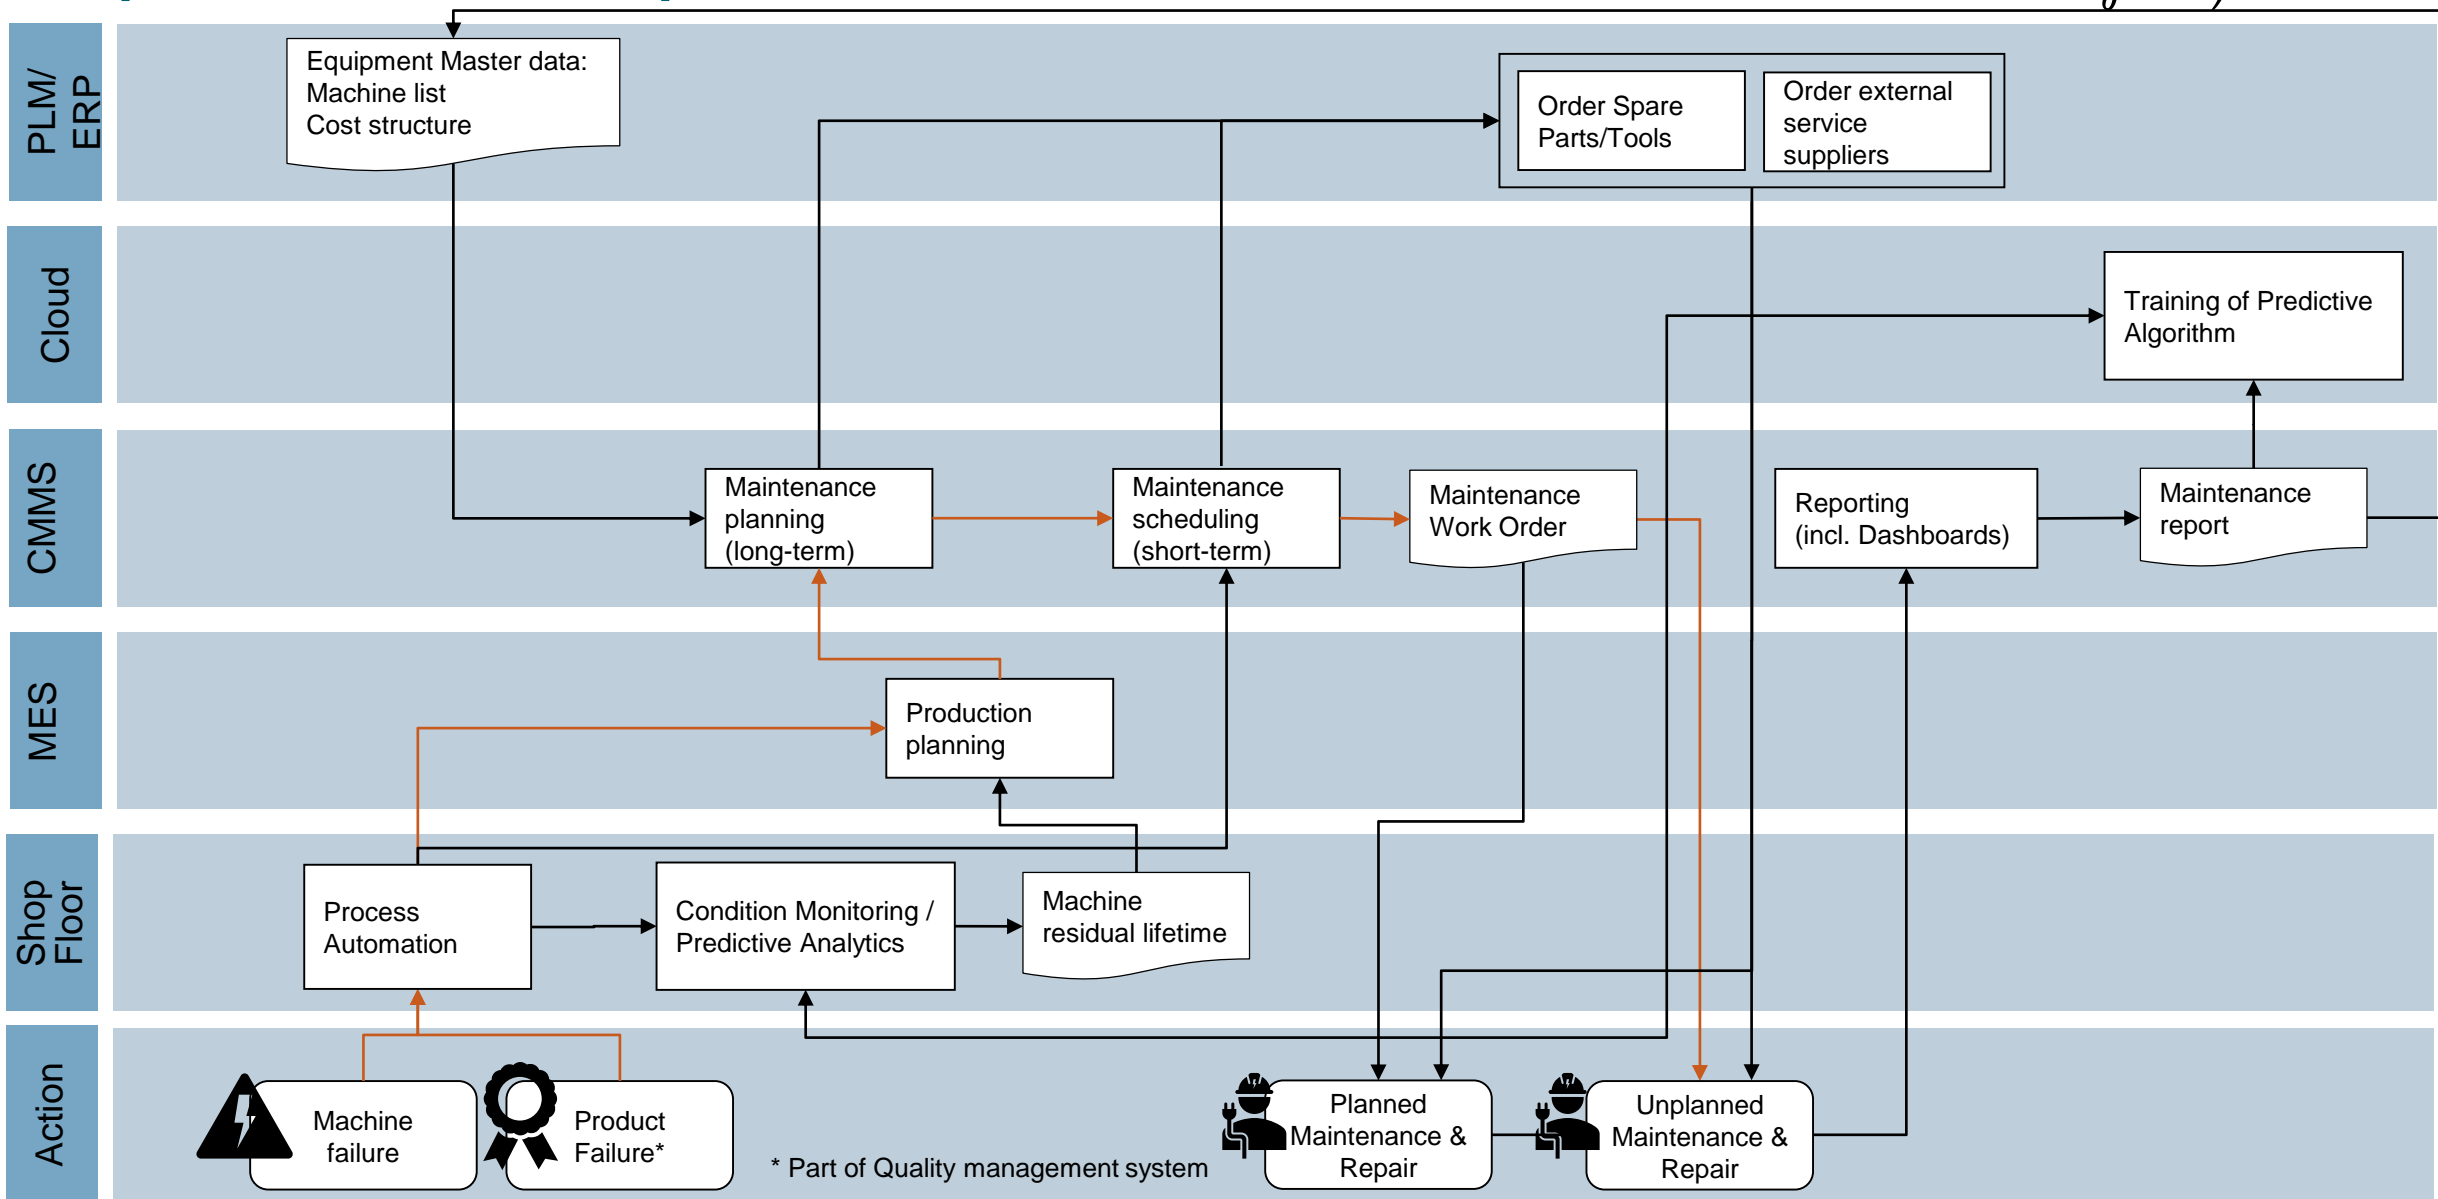 PLM/
ERP
Equipment Master data:
Machine list
Cost structure
Order Spare
Parts/Tools
Order external
service
suppliers
Cloud
Training of Predictive
Algorithm
CMMS
Maintenance
planning
(long-term)
Maintenance
scheduling
(short-term)
Maintenance
Work Order
Reporting
(incl. Dashboards)
Maintenance
report
MES
Production
planning
Shop
Floor
Process
Automation
Condition Monitoring /
Predictive Analytics
Machine
residual lifetime
Action
Machine
failure
Product
Failure*
* Part of Quality management system
Planned
Maintenance &
Repair
Unplanned
Maintenance &
Repair